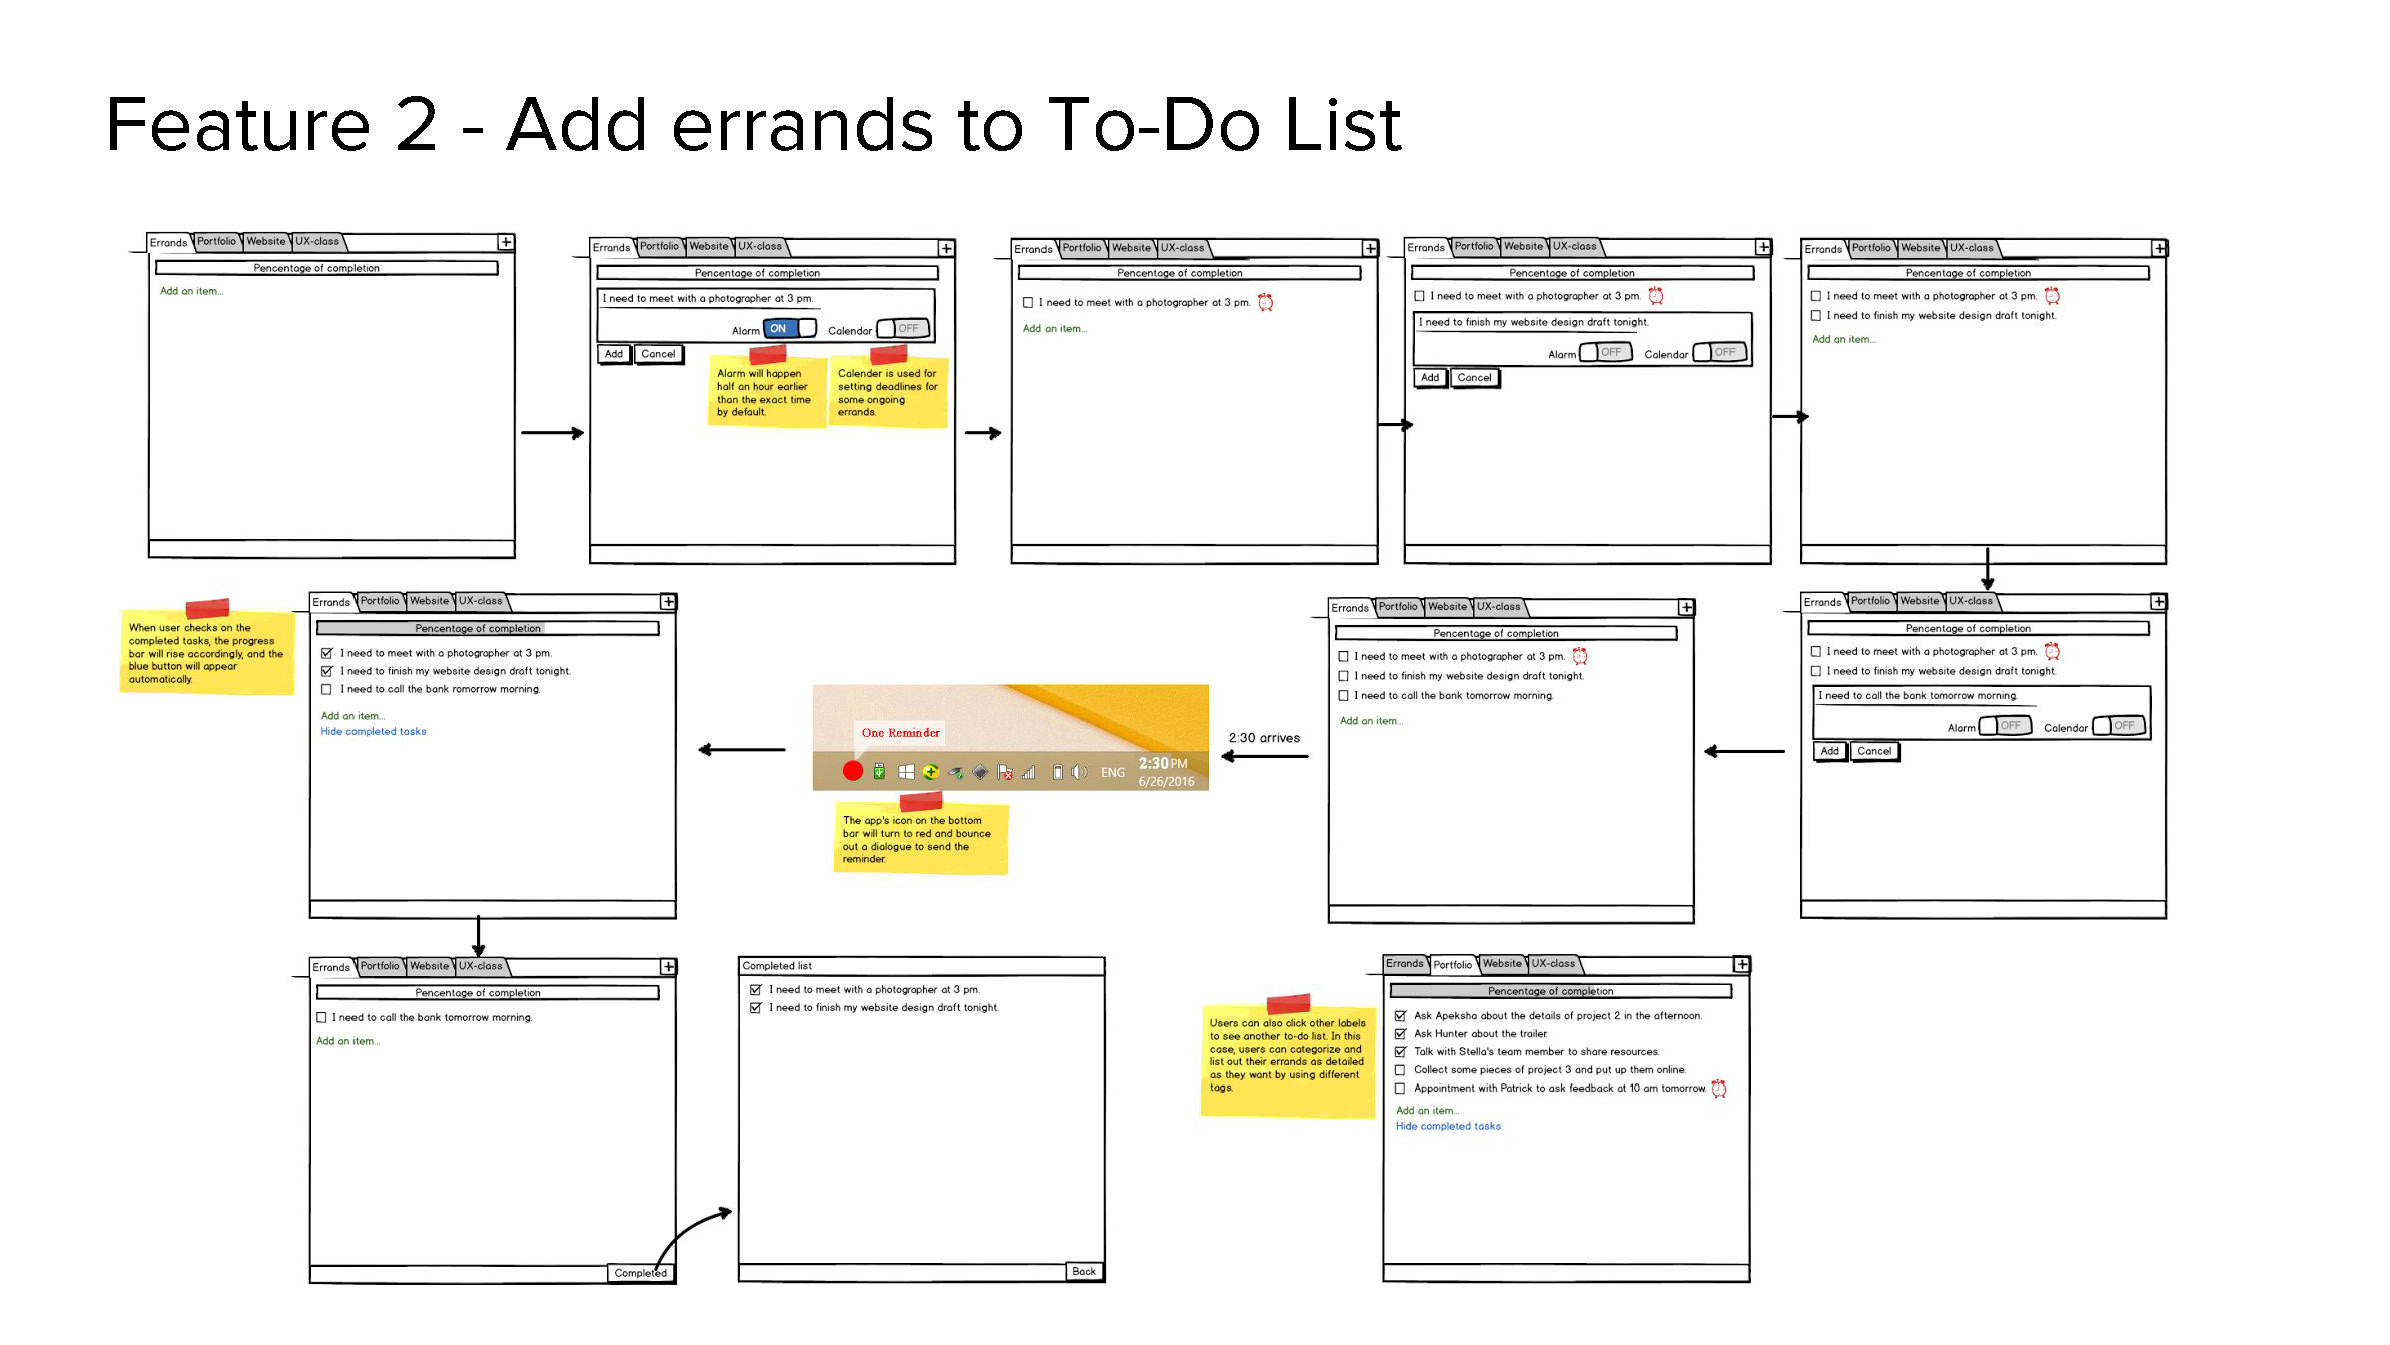 Feature 2 - Add errands to To-Do List
Errands Portfolio Website UX-class +
Pencentage of completion
Add an item...
Errands Portfolio Website UX-class +
Pencentage of completion
I need to meet with a photographer at 3 pm.
Alarm ON Calendar OFF
Add Cancel
Alarm will happen
half an hour earlier
than the exact time
by default.
Calender is used for
setting deadlines for
some ongoing
errands.
Errands Portfolio Website UX-class +
Pencentage of completion
I need to meet with a photographer at 3 pm.
Add an item...
Errands Portfolio Website UX-class +
Pencentage of completion
I need to meet with a photographer at 3 pm.
I need to finish my website design draft tonight.
Alarm OFF Calendar OFF
Add Cancel
Errands Portfolio Website UX-class +
Pencentage of completion
I need to meet with a photographer at 3 pm.
I need to finish my website design draft tonight.
Add an item...
Errands Portfolio Website UX-class +
Pencentage of completion
I need to meet with a photographer at 3 pm.
I need to finish my website design draft tonight.
I need to call the bank tomorrow morning.
Alarm OFF Calendar OFF
Add Cancel
Errands Portfolio Website UX-class +
Pencentage of completion
I need to meet with a photographer at 3 pm.
I need to finish my website design draft tonight.
I need to call the bank tomorrow morning.
Add an item...
2:30 arrives
One Reminder
ENG
2:30 PM
6/26/2016
The app's icon on the bottom
bar will turn to red and bounce
out a dialogue to send the
reminder.
When user checks on the
completed tasks, the progress
bar will rise accordingly, and the
blue button will appear
automatically.
Errands Portfolio Website UX-class +
Pencentage of completion
I need to meet with a photographer at 3 pm.
I need to finish my website design draft tonight.
I need to call the bank romorrow morning.
Add an item...
Hide completed tasks
Errands Portfolio Website UX-class +
Pencentage of completion
I need to call the bank tomorrow morning.
Add an item...
Completed
Completed list
I need to meet with a photographer at 3 pm.
I need to finish my website design draft tonight.
Back
Users can also click other labels
to see another to-do list. In this
case, users can categorize and
list out their errands as detailed
as they want by using different
tags.
Errands Portfolio Website UX-class +
Pencentage of completion
Ask Apeksha about the details of project 2 in the afternoon.
Ask Hunter about the trailer.
Talk with Stella's team member to share resources.
Collect some pieces of project 3 and put up them online.
Appointment with Patrick to ask feedback at 10 am tomorrow.
Add an item...
Hide completed tasks